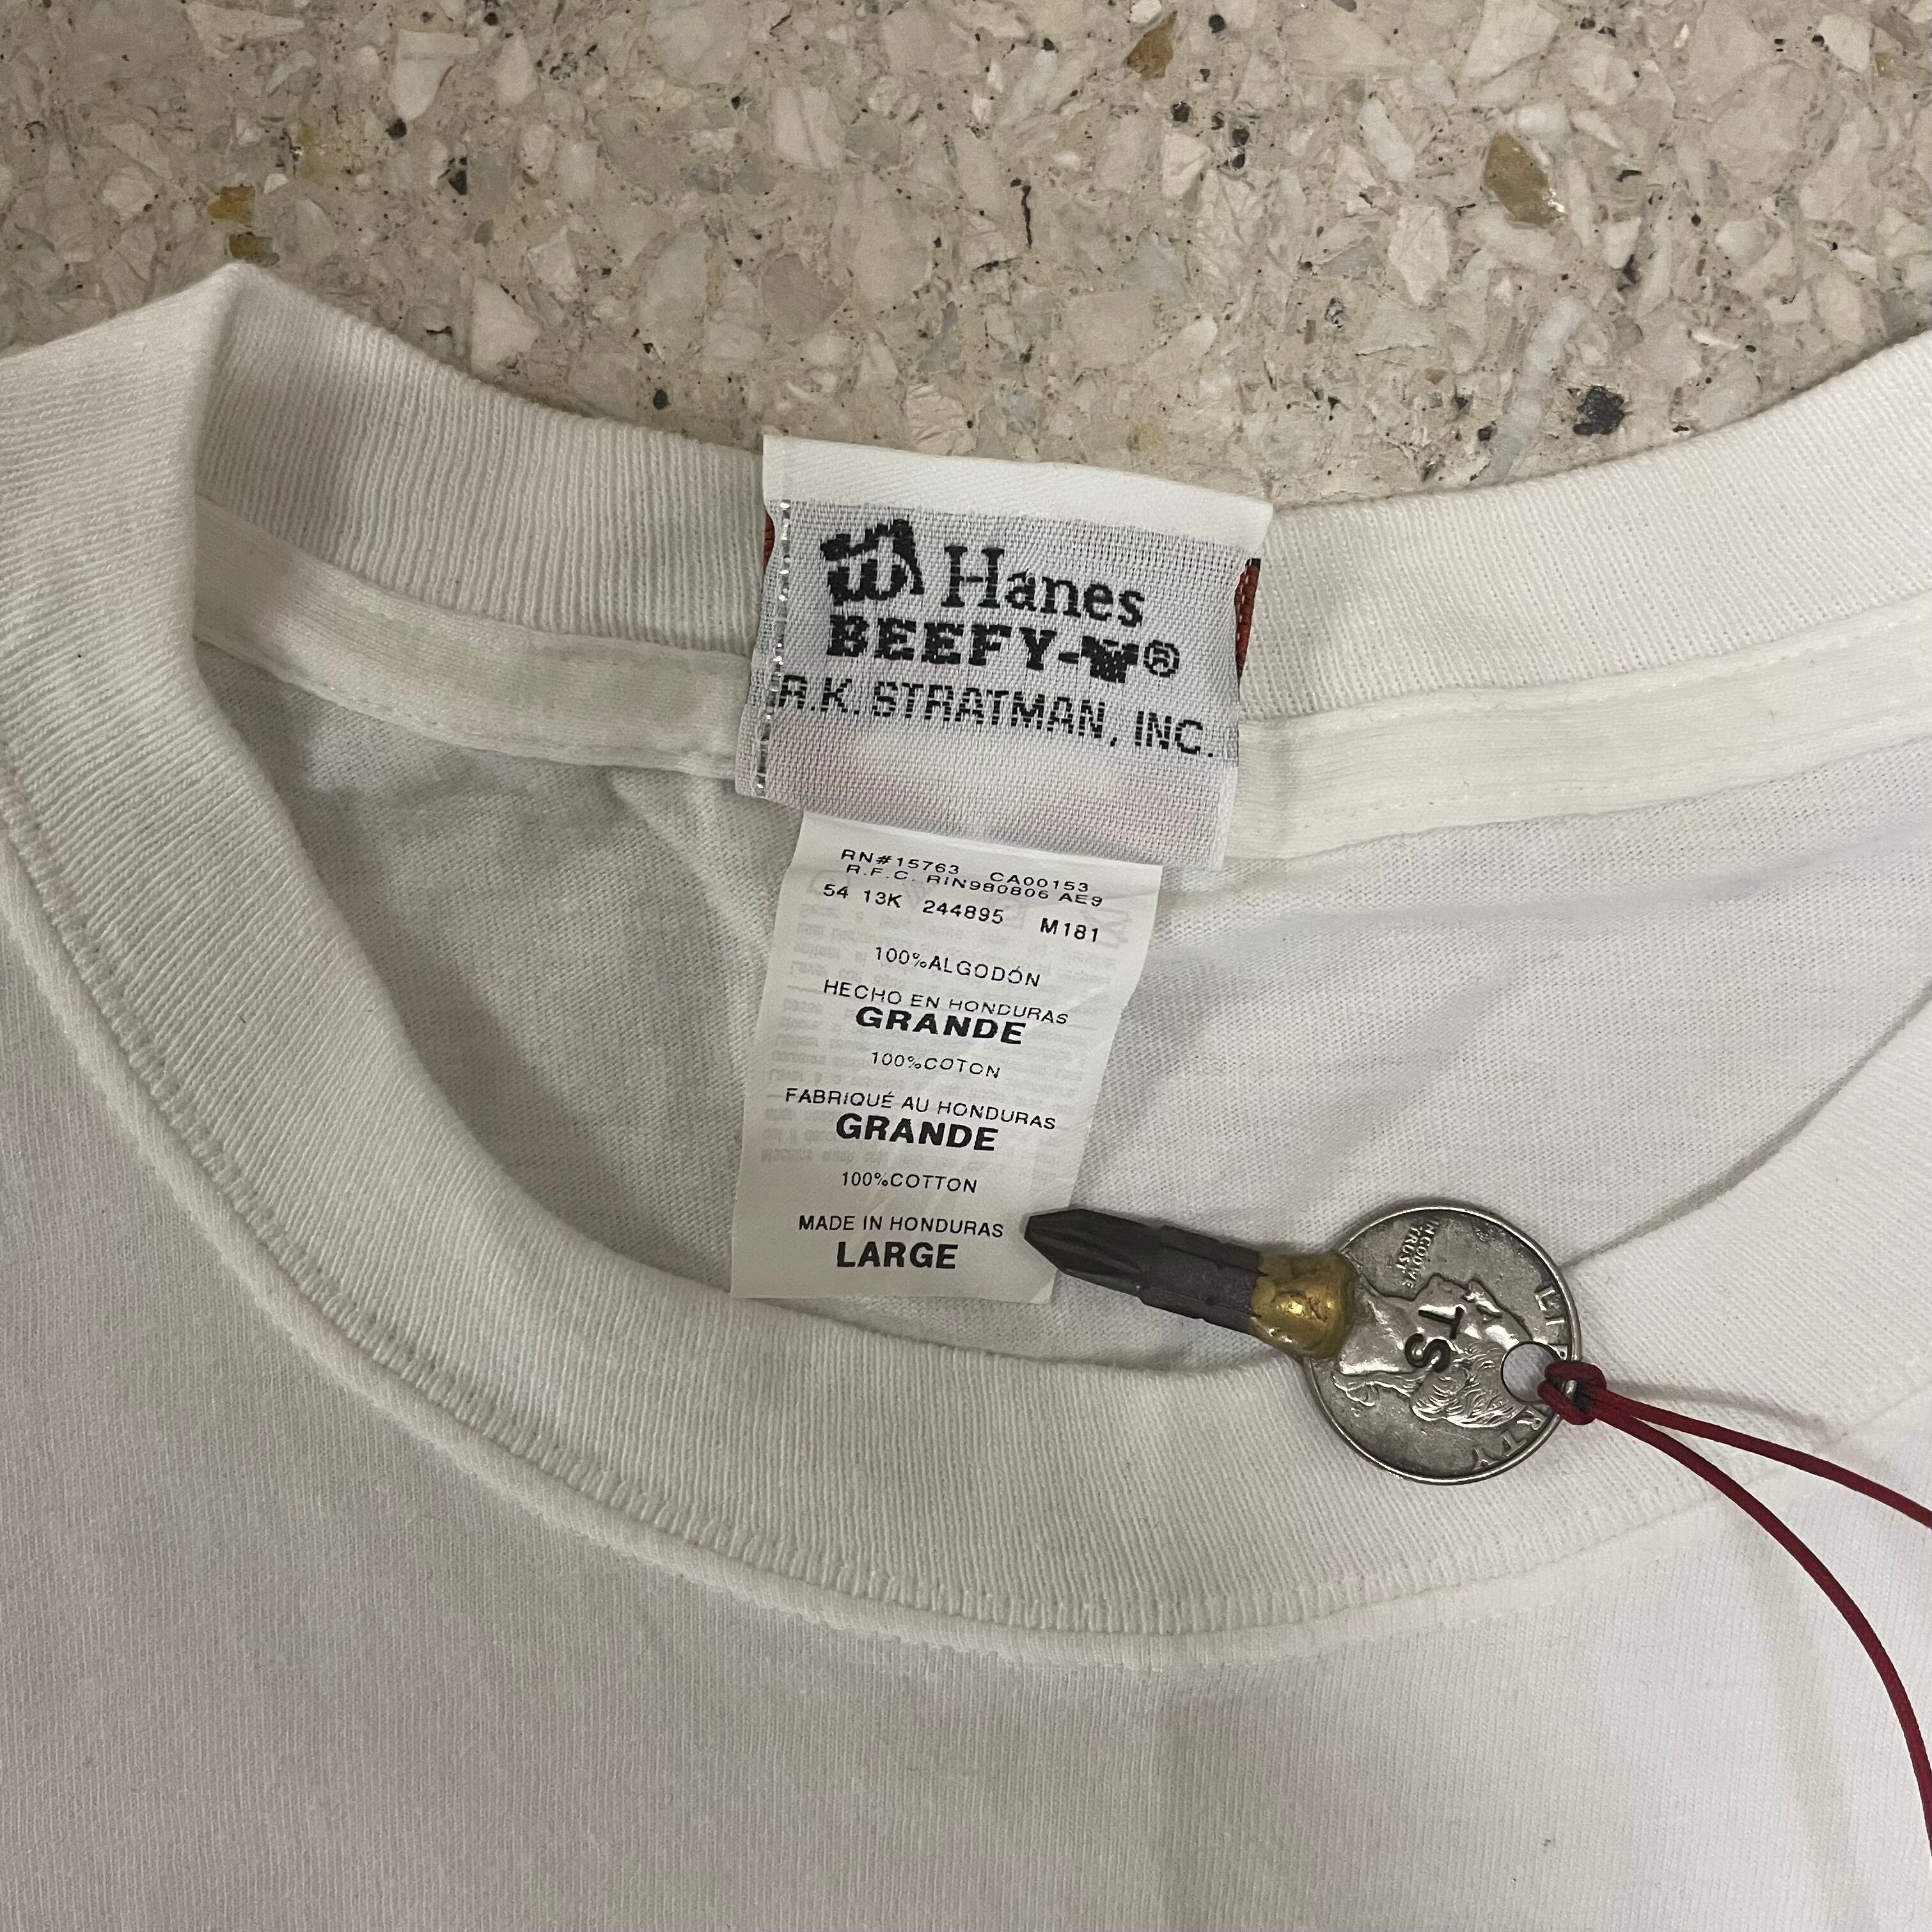 Hanes
BEEFY-T®
R.K. STRATMAN, INC.
RN#15763 CA00153
R.F.C. RIN980806 AE9
54 13K 244895 M181
100%ALGODÓN
HECHO EN HONDURAS
GRANDE
100%COTON
FABRIQUÉ AU HONDURAS
GRANDE
100%COTTON
MADE IN HONDURAS
LARGE
IN GOD WE
TRUST
LIBERTY
ST